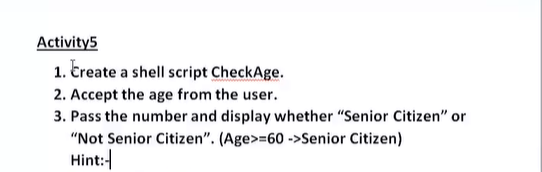 Activity5
1. Create a shell script CheckAge.
2. Accept the age from the user.
3. Pass the number and display whether “Senior Citizen” or
“Not Senior Citizen”. (Age>=60 ->Senior Citizen)
Hint:-